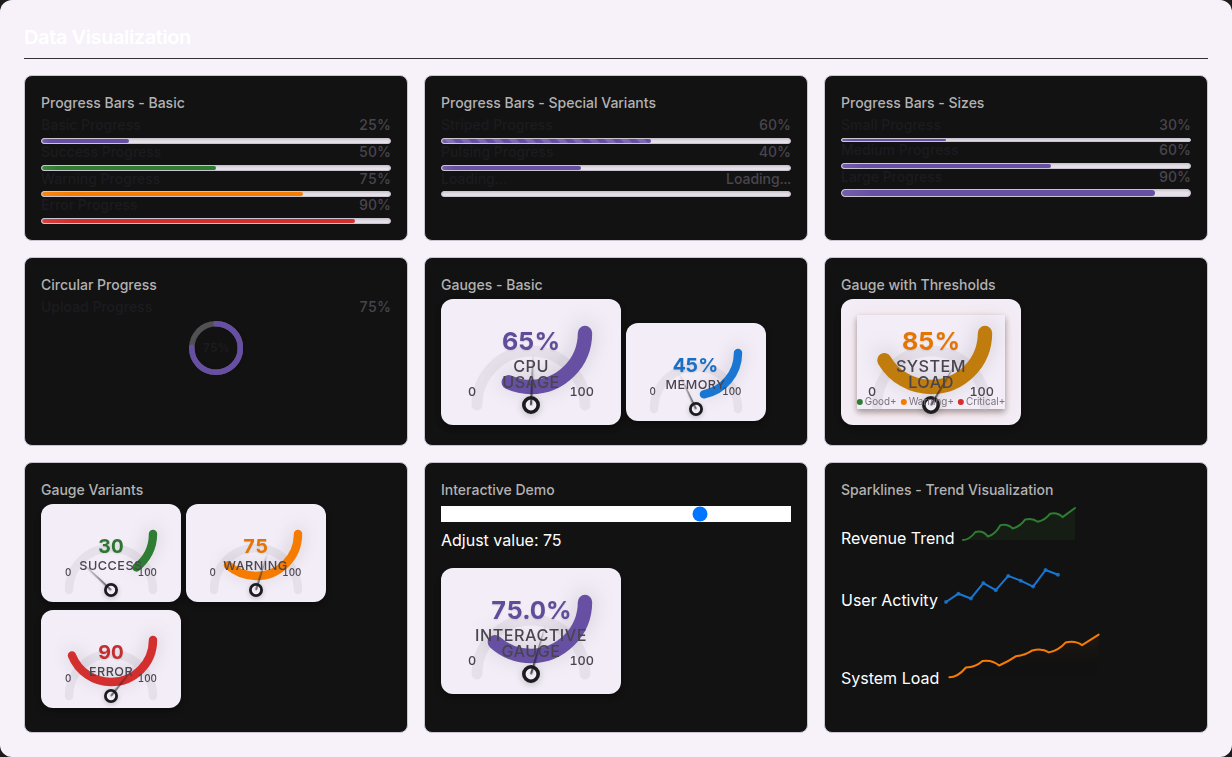 Data Visualization
Progress Bars - Basic
Basic Progress 25%
Success Progress 50%
Warning Progress 75%
Error Progress 90%
Progress Bars - Special Variants
Striped Progress 60%
Pulsing Progress 40%
Loading... Loading...
Progress Bars - Sizes
Small Progress 30%
Medium Progress 60%
Large Progress 90%
Circular Progress
Upload Progress 75%
75%
Gauges - Basic
65%
CPU
USAGE
0 100
45%
MEMORY
0 100
Gauge with Thresholds
85%
SYSTEM
LOAD
0 100
Good+ Warning+ Critical+
Gauge Variants
30
SUCCESS
0 100
75
WARNING
0 100
90
ERROR
0 100
Interactive Demo
Adjust value: 75
75.0%
INTERACTIVE
GAUGE
0 100
Sparklines - Trend Visualization
Revenue Trend
User Activity
System Load